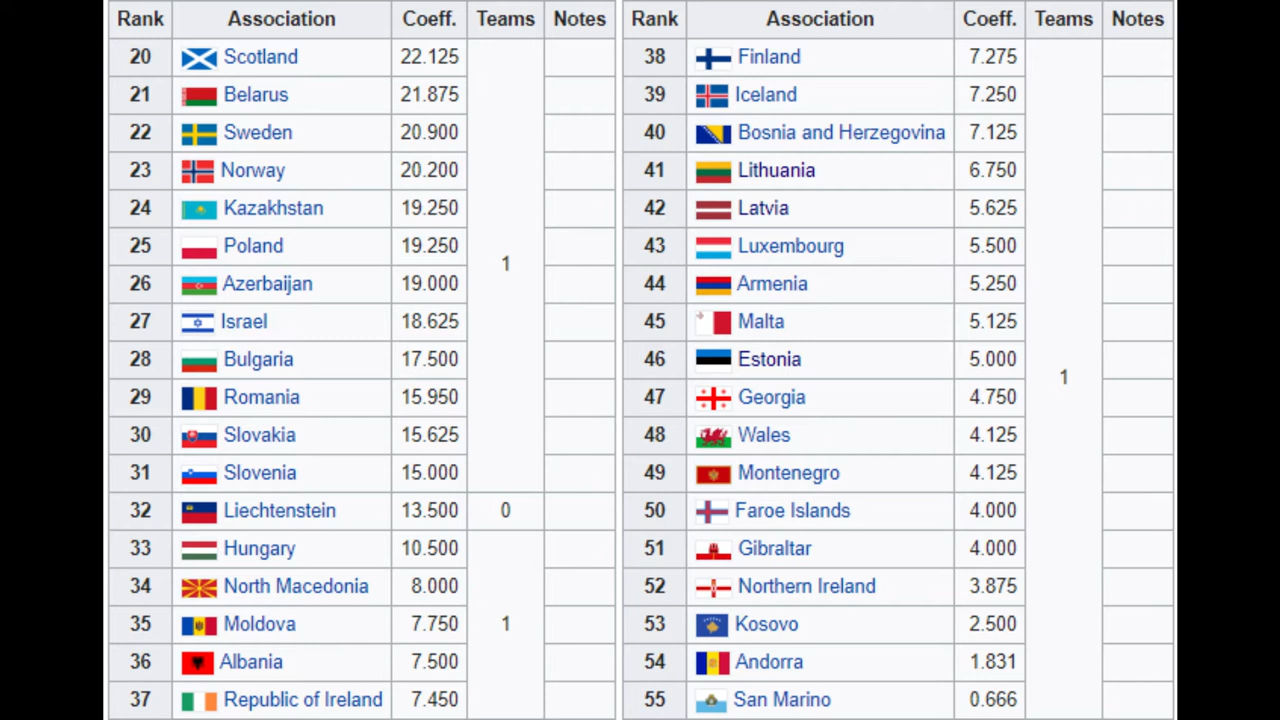 Rank Association Coeff. Teams Notes
20 Scotland 22.125
21 Belarus 21.875
22 Sweden 20.900
23 Norway 20.200
24 Kazakhstan 19.250
25 Poland 19.250
1
26 Azerbaijan 19.000
27 Israel 18.625
28 Bulgaria 17.500
29 Romania 15.950
30 Slovakia 15.625
31 Slovenia 15.000
32 Liechtenstein 13.500 0
33 Hungary 10.500
34 North Macedonia 8.000
35 Moldova 7.750 1
36 Albania 7.500
37 Republic of Ireland 7.450
Rank Association Coeff. Teams Notes
38 Finland 7.275
39 Iceland 7.250
40 Bosnia and Herzegovina 7.125
41 Lithuania 6.750
42 Latvia 5.625
43 Luxembourg 5.500
44 Armenia 5.250
45 Malta 5.125
46 Estonia 5.000
1
47 Georgia 4.750
48 Wales 4.125
49 Montenegro 4.125
50 Faroe Islands 4.000
51 Gibraltar 4.000
52 Northern Ireland 3.875
53 Kosovo 2.500
54 Andorra 1.831
55 San Marino 0.666